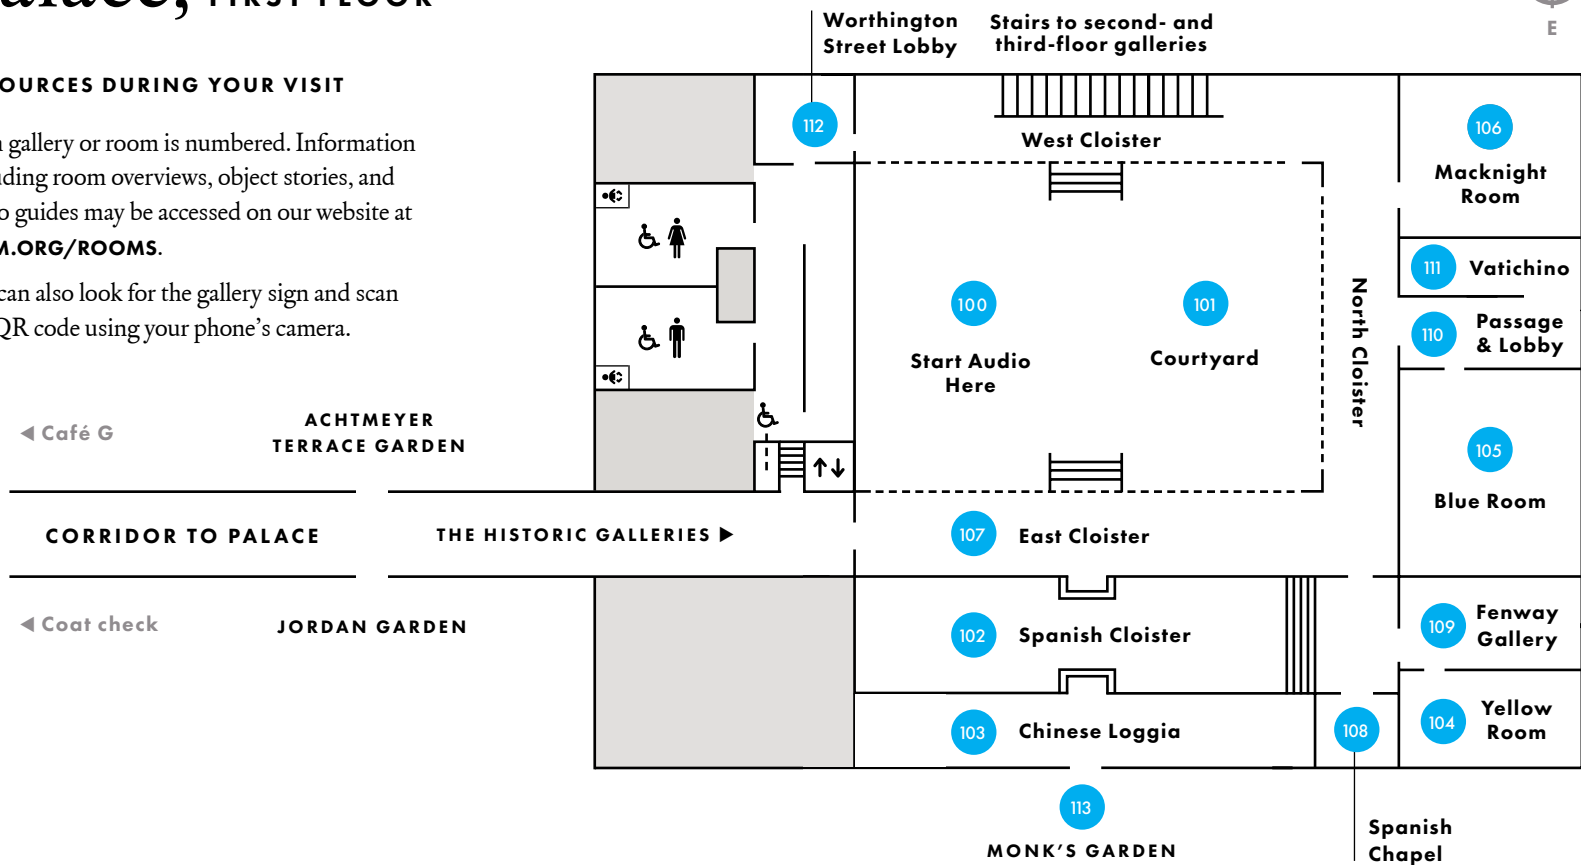 FIRST FLOOR
E
OURCES DURING YOUR VISIT
gallery or room is numbered. Information
uding room overviews, object stories, and
o guides may be accessed on our website at
M.ORG/ROOMS.
can also look for the gallery sign and scan
QR code using your phone's camera.
Worthington
Street Lobby
Stairs to second- and
third-floor galleries
112
West Cloister
106
Macknight
Room
111
Vatichino
100
Start Audio
Here
101
Courtyard
North Cloister
110
Passage
& Lobby
105
Blue Room
Café G
ACHTMEYER
TERRACE GARDEN
CORRIDOR TO PALACE
THE HISTORIC GALLERIES
107
East Cloister
Coat check
JORDAN GARDEN
102
Spanish Cloister
109
Fenway
Gallery
103
Chinese Loggia
108
104
Yellow
Room
113
MONK'S GARDEN
Spanish
Chapel